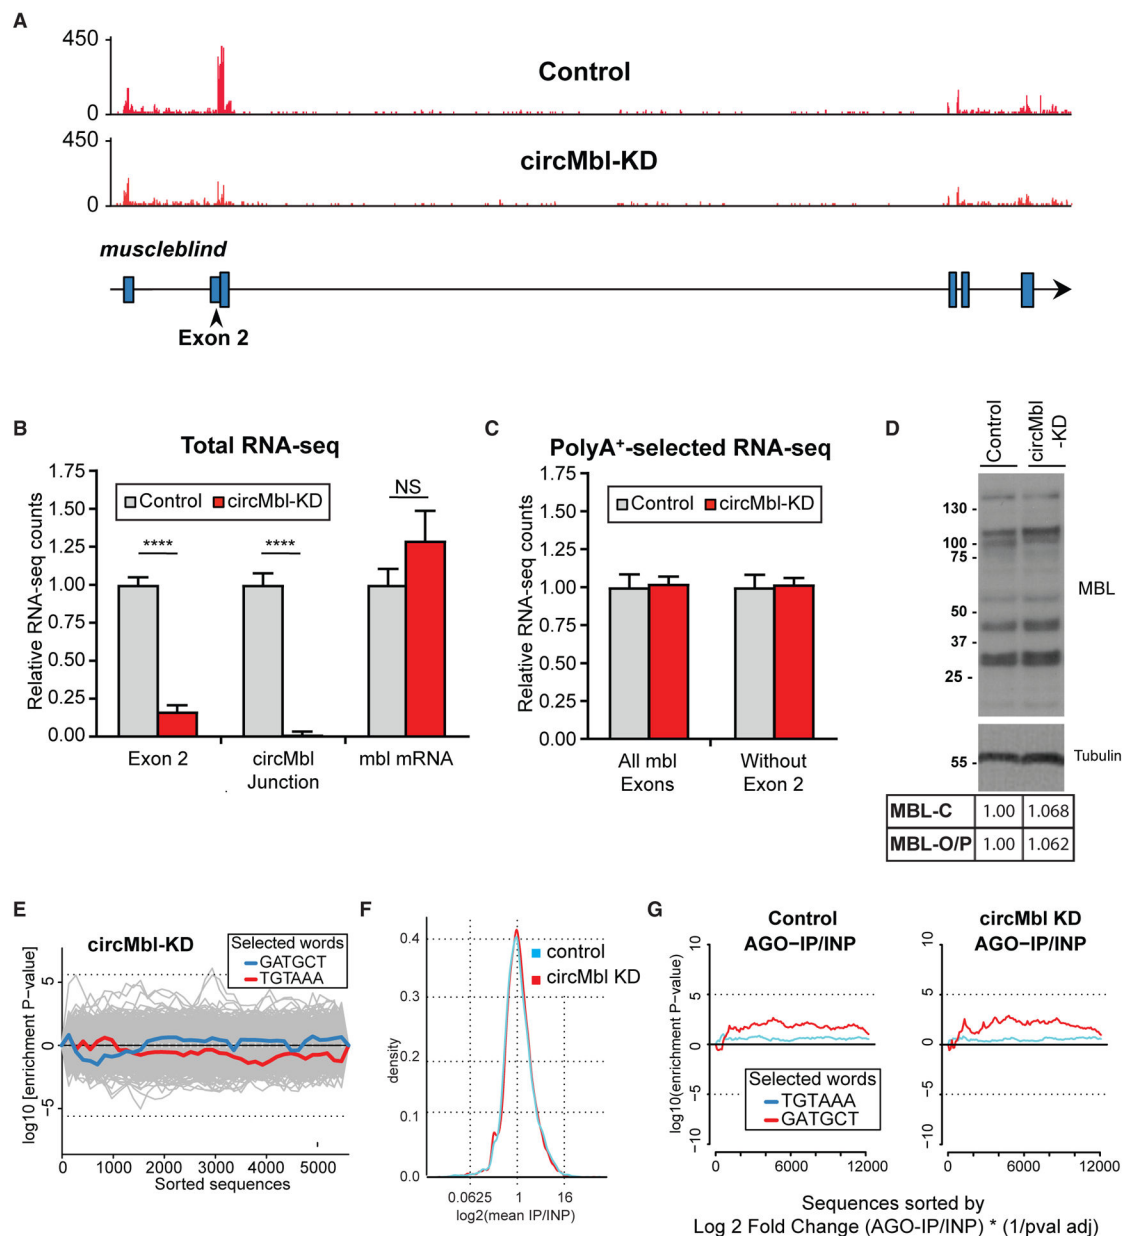 A
450
Control
0
450
circMbl-KD
0
muscleblind
Exon 2
B
Total RNA-seq
Relative RNA-seq counts
1.75
1.50
1.25
1.00
0.75
0.50
0.25
0.00
Control circMbl-KD
****
****
NS
Exon 2
circMbl
Junction
mbl mRNA
C
PolyA+-selected RNA-seq
Relative RNA-seq counts
1.75
1.50
1.25
1.00
0.75
0.50
0.25
0.00
Control circMbl-KD
All mbl
Exons
Without
Exon 2
D
Control
circMbl
-KD
130 -
100 -
75 -
50 -
37 -
25 -
MBL
55 -
Tubulin
MBL-C 1.00 1.068
MBL-O/P 1.00 1.062
E
circMbl-KD
log10 [enrichment P-value]
Selected words
GATGCT
TGTAAA
5
0
-5
0 1000 2000 3000 4000 5000
Sorted sequences
F
density
0.4
0.3
0.2
0.1
0.0
control
circMbl KD
0.0625 1 16
log2(mean IP/INP)
G
Control
AGO-IP/INP
log10(enrichment P-value)
10
5
0
-5
-10
Selected words
TGTAAA
GATGCT
0 6000 12000
circMbl KD
AGO-IP/INP
10
5
0
-5
-10
0 6000 12000
Sequences sorted by
Log 2 Fold Change (AGO-IP/INP) * (1/pval adj)